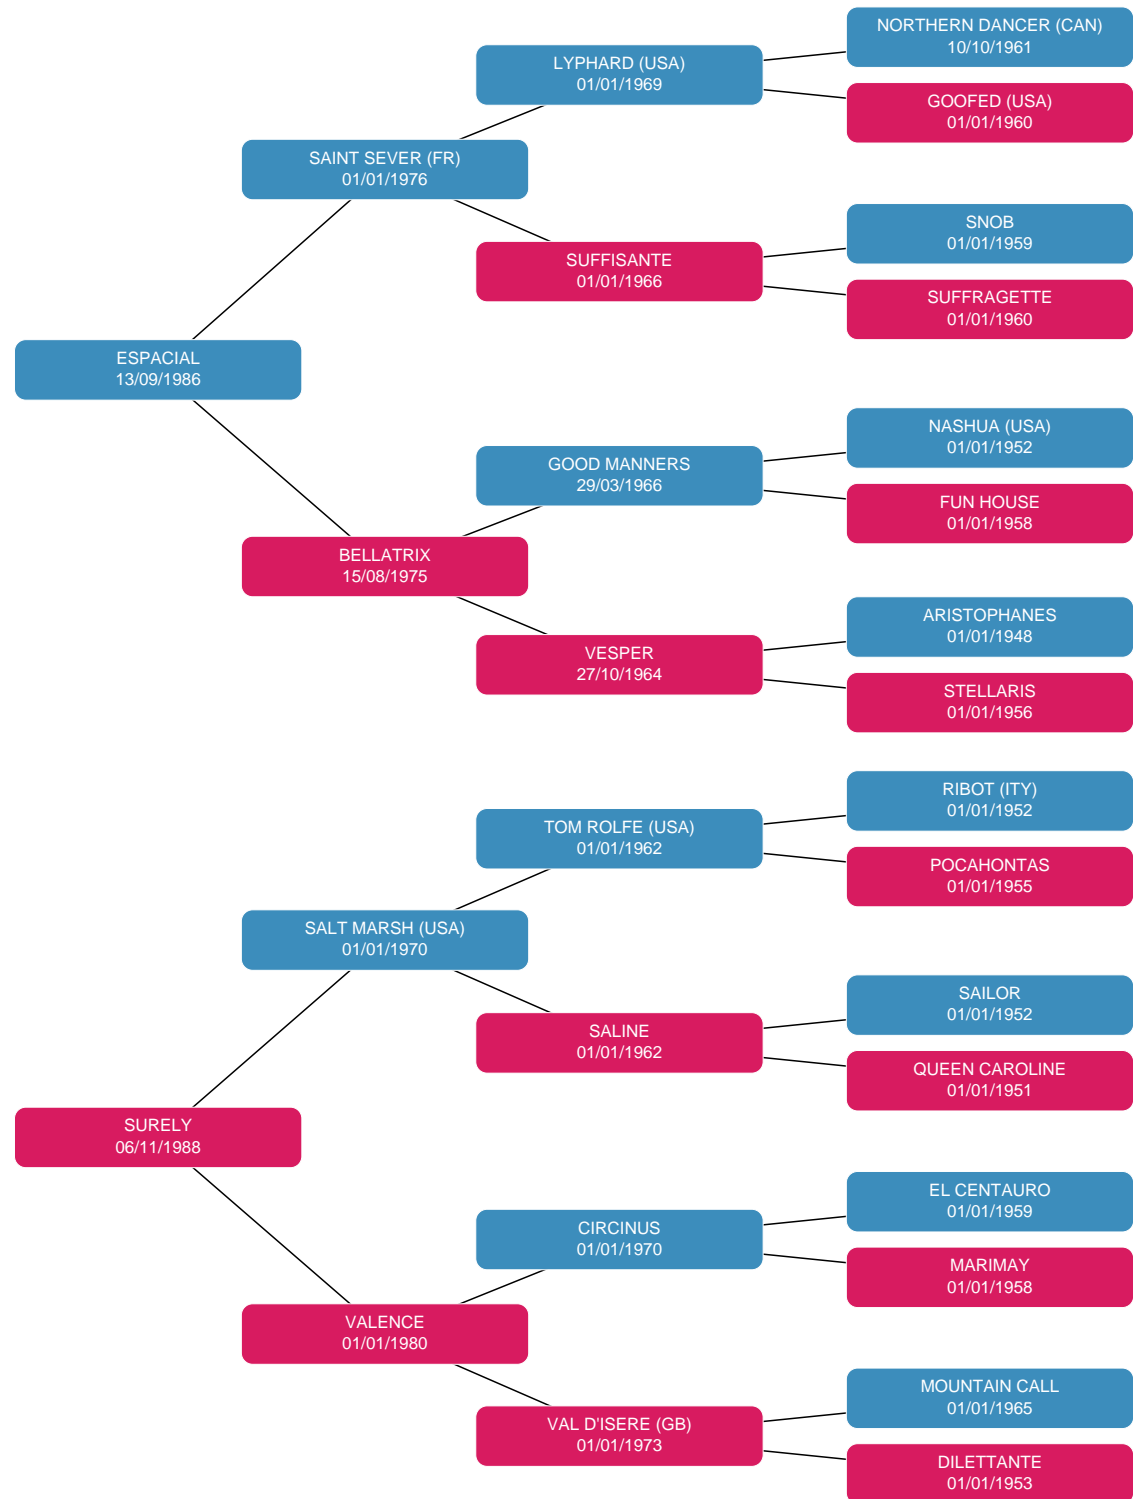 NORTHERN DANCER (CAN)
10/10/1961
LYPHARD (USA)
01/01/1969
GOOFED (USA)
01/01/1960
SAINT SEVER (FR)
01/01/1976
SNOB
01/01/1959
SUFFISANTE
01/01/1966
SUFFRAGETTE
01/01/1960
ESPACIAL
13/09/1986
NASHUA (USA)
01/01/1952
GOOD MANNERS
29/03/1966
FUN HOUSE
01/01/1958
BELLATRIX
15/08/1975
ARISTOPHANES
01/01/1948
VESPER
27/10/1964
STELLARIS
01/01/1956
RIBOT (ITY)
01/01/1952
TOM ROLFE (USA)
01/01/1962
POCAHONTAS
01/01/1955
SALT MARSH (USA)
01/01/1970
SAILOR
01/01/1952
SALINE
01/01/1962
QUEEN CAROLINE
01/01/1951
SURELY
06/11/1988
EL CENTAURO
01/01/1959
CIRCINUS
01/01/1970
MARIMAY
01/01/1958
VALENCE
01/01/1980
MOUNTAIN CALL
01/01/1965
VAL D'ISERE (GB)
01/01/1973
DILETTANTE
01/01/1953